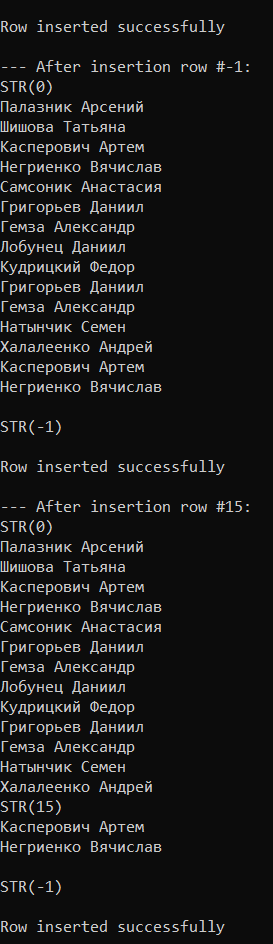 Row inserted successfully
--- After insertion row #-1:
STR(0)
Палазник Арсений
Шишова Татьяна
Касперович Артем
Негриенко Вячислав
Самсоник Анастасия
Григорьев Даниил
Гемза Александр
Лобунец Даниил
Кудрицкий Федор
Григорьев Даниил
Гемза Александр
Натынчик Семен
Халалеенко Андрей
Касперович Артем
Негриенко Вячислав
STR(-1)
Row inserted successfully
--- After insertion row #15:
STR(0)
Палазник Арсений
Шишова Татьяна
Касперович Артем
Негриенко Вячислав
Самсоник Анастасия
Григорьев Даниил
Гемза Александр
Лобунец Даниил
Кудрицкий Федор
Григорьев Даниил
Гемза Александр
Натынчик Семен
Халалеенко Андрей
STR(15)
Касперович Артем
Негриенко Вячислав
STR(-1)
Row inserted successfully